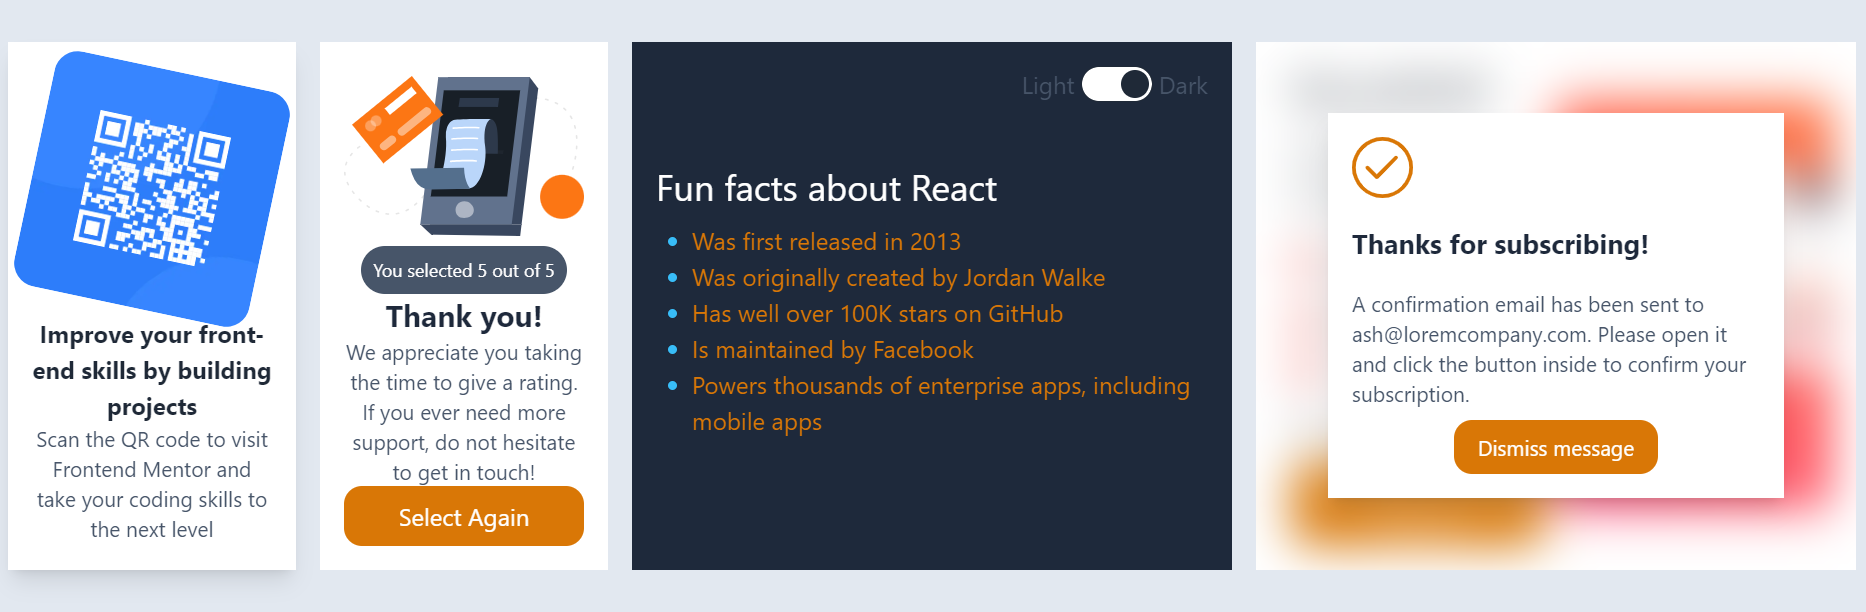 Improve your front-
end skills by building
projects
Scan the QR code to visit
Frontend Mentor and
take your coding skills to
the next level
You selected 5 out of 5
Thank you!
We appreciate you taking
the time to give a rating.
If you ever need more
support, do not hesitate
to get in touch!
Select Again
Light Dark
Fun facts about React
Was first released in 2013
Was originally created by Jordan Walke
Has well over 100K stars on GitHub
Is maintained by Facebook
Powers thousands of enterprise apps, including
mobile apps
Thanks for subscribing!
A confirmation email has been sent to
ash@loremcompany.com. Please open it
and click the button inside to confirm your
subscription.
Dismiss message